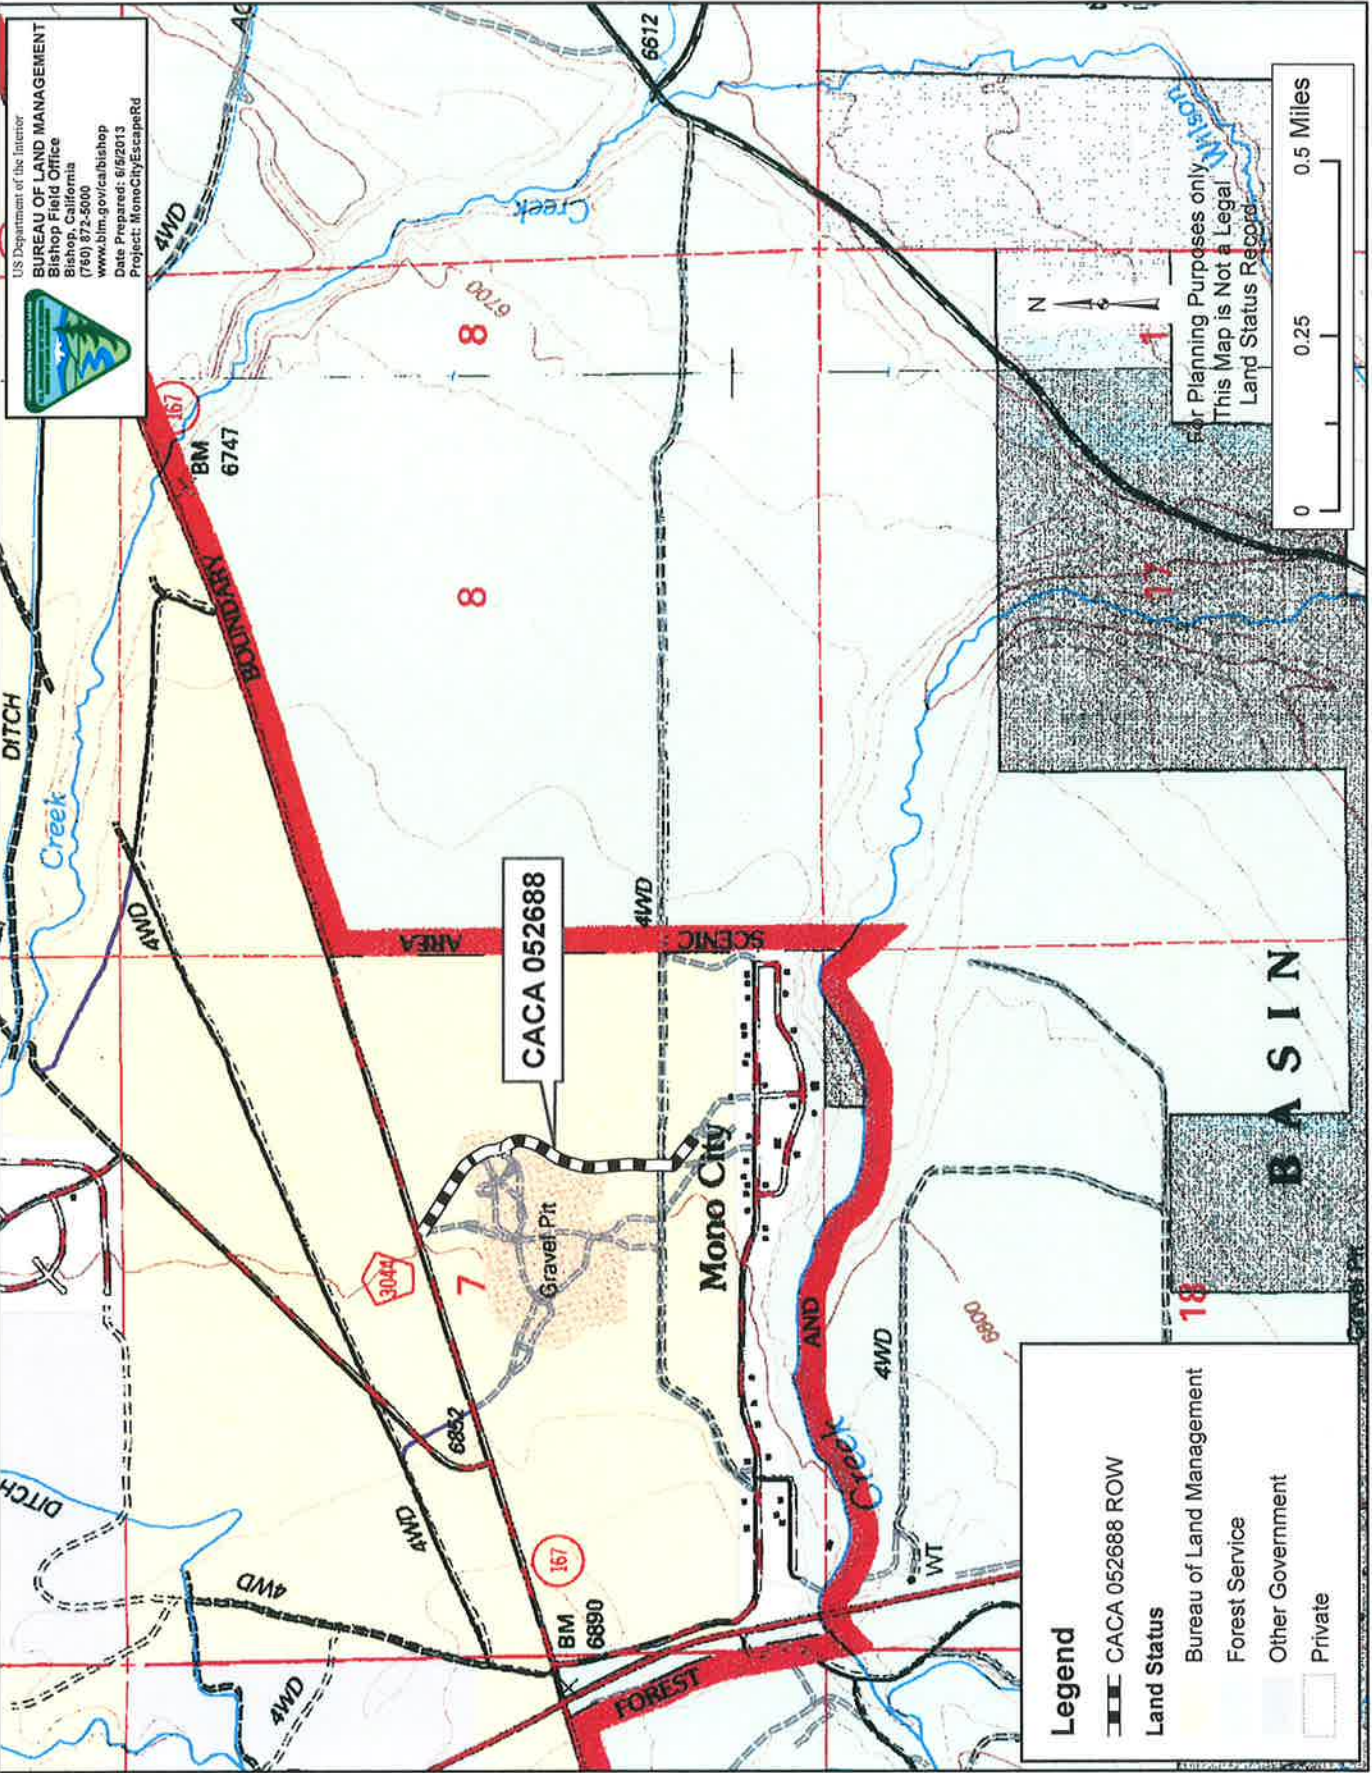 US Department of the Interior
BUREAU OF LAND MANAGEMENT
Bishop Field Office
Bishop, California
(760) 872-5000
www.blm.gov/ca/bishop
Date Prepared: 6/5/2013
Project: MonoCityEscapeRd
DITCH
4WD
4WD
4WD
DITCH
Creek
4WD
BM
6890
167
6852
4WD
3044
7
Gravel Pit
CACA 052688
BOUNDARY
AREA
SCENIC
8
8
BM
6747
167
4WD
6700
Creek
6612
FOREST
Mono City
4WD
AND
Creek
WT
4WD
6800
18
BASIN
17
1
Wilson
N
For Planning Purposes only
This Map is Not a Legal
Land Status Record
0 0.25 0.5 Miles
Legend
CACA 052688 ROW
Land Status
Bureau of Land Management
Forest Service
Other Government
Private